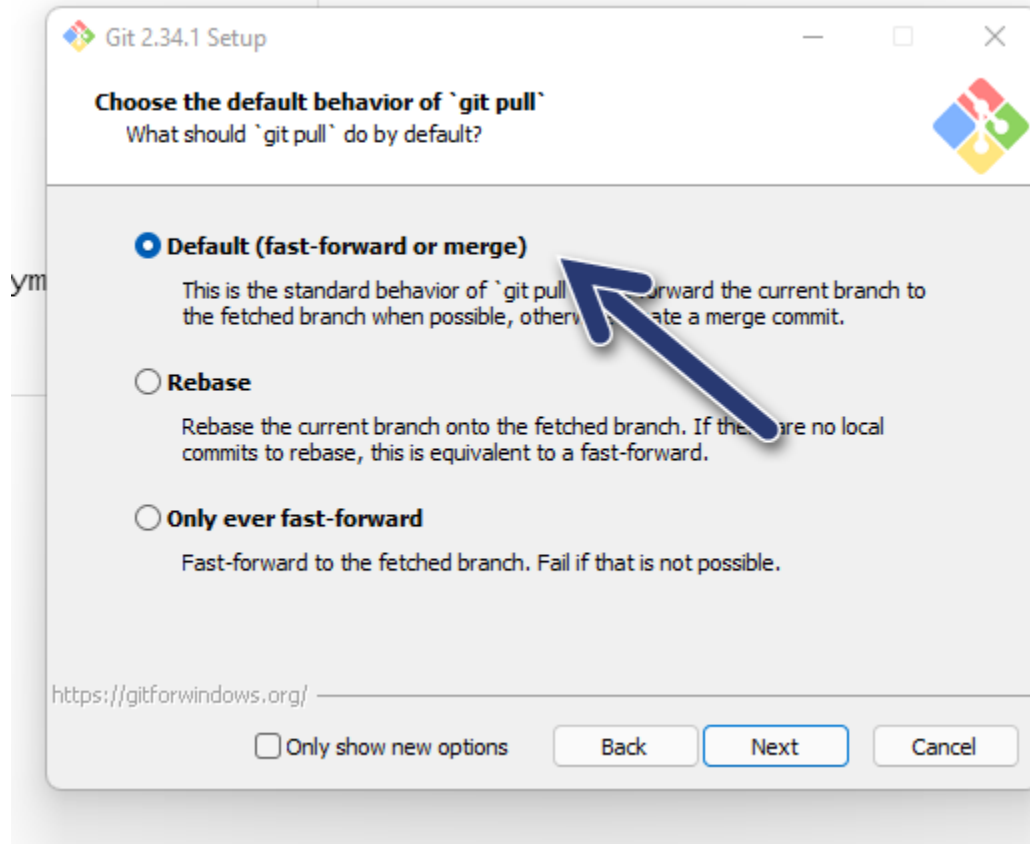 Git 2.34.1 Setup
Choose the default behavior of `git pull`
What should `git pull` do by default?
Default (fast-forward or merge)
ym
This is the standard behavior of `git pull the current branch to
the fetched branch when possible, a merge commit.
Rebase
Rebase the current branch onto the fetched branch. If are no local
commits to rebase, this is equivalent to a fast-forward.
Only ever fast-forward
Fast-forward to the fetched branch. Fail if that is not possible.
https://gitforwindows.org/
Only show new options Back Next Cancel